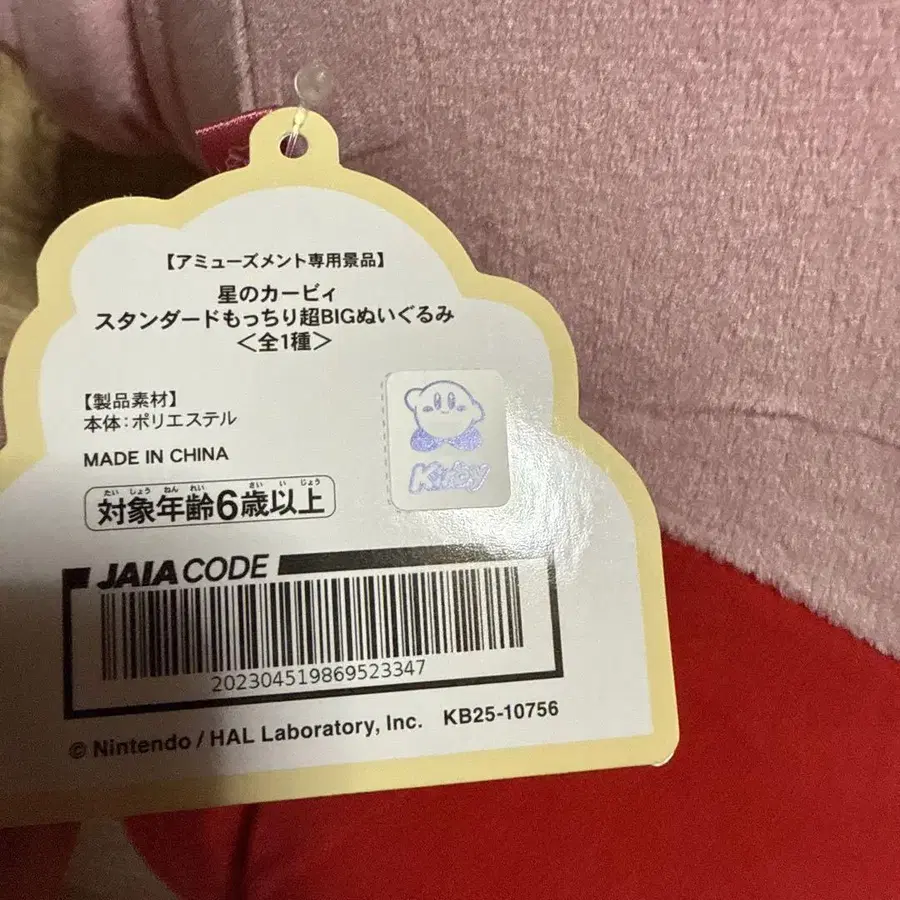 【アミューズメント専用景品】
星のカービィ
スタンダードもっちり超BIGぬいぐるみ
＜全1種＞
【製品素材】
本体：ポリエステル
MADE IN CHINA
たい しょう ねん れい さい い じょう
対象年齢6歳以上
Kirby
JAIA CODE
202304519869523347
© Nintendo / HAL Laboratory, Inc. KB25-10756